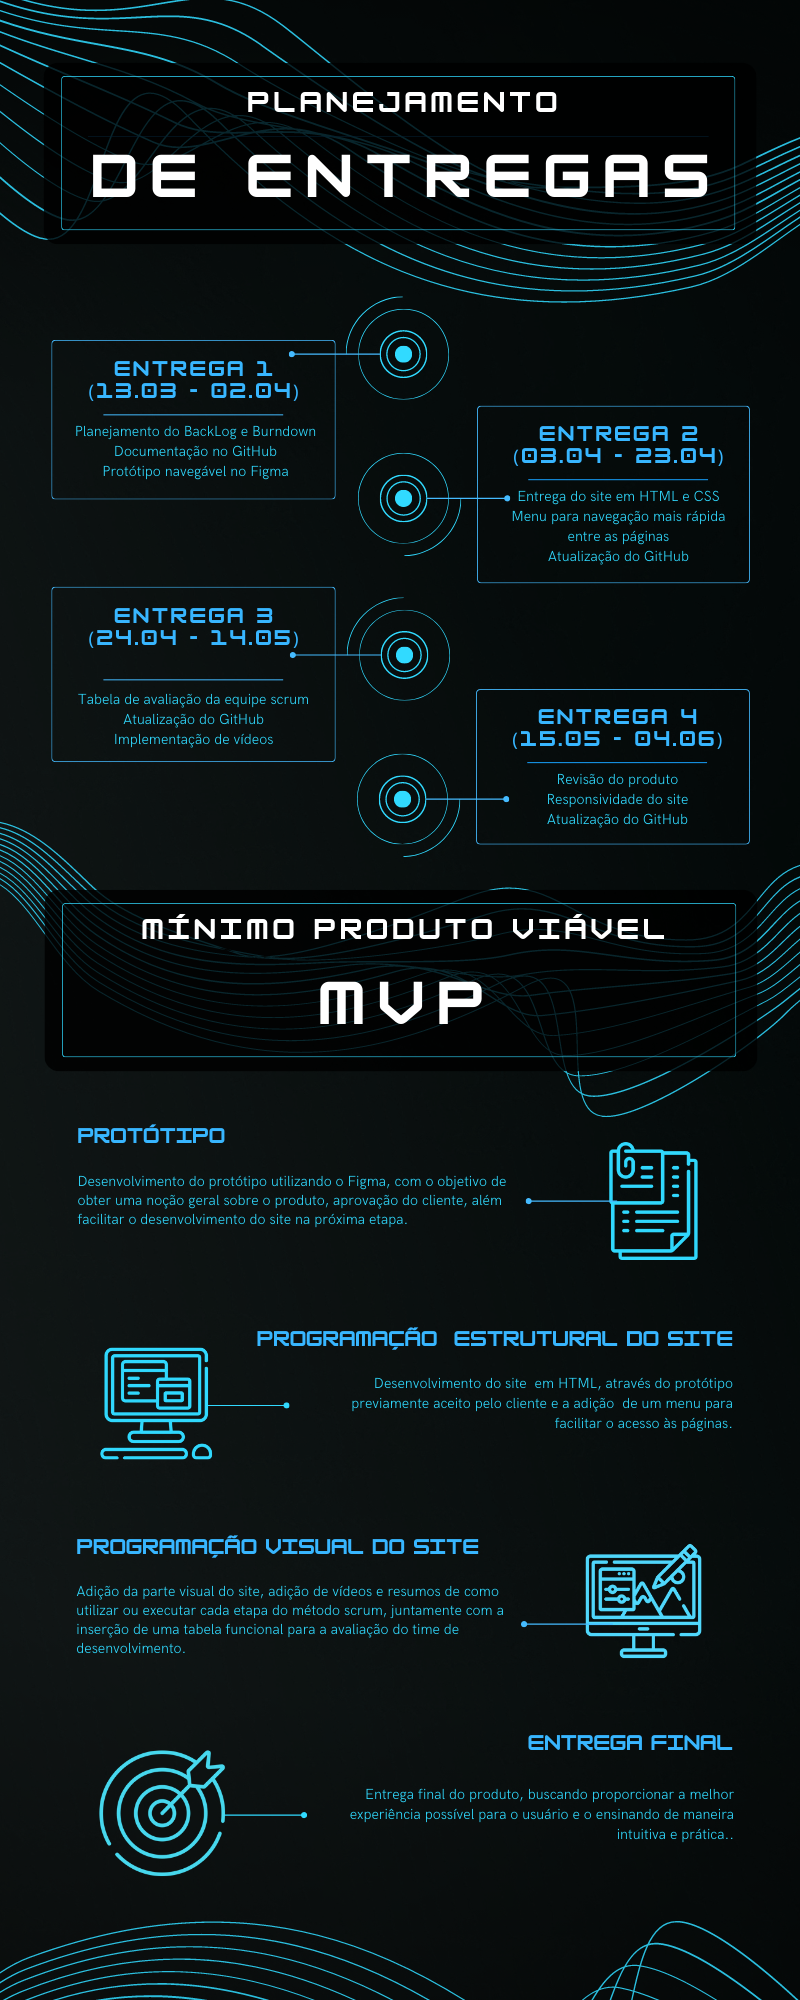 PLANEJAMENTO
DE ENTREGAS
ENTREGA 1
(13.03 - 02.04)
Planejamento do BackLog e Burndown
Documentação no GitHub
Protótipo navegável no Figma
ENTREGA 2
(03.04 - 23.04)
Entrega do site em HTML e CSS
Menu para navegação mais rápida
entre as páginas
Atualização do GitHub
ENTREGA 3
(24.04 - 14.05)
Tabela de avaliação da equipe scrum
Atualização do GitHub
Implementação de vídeos
ENTREGA 4
(15.05 - 04.06)
Revisão do produto
Responsividade do site
Atualização do GitHub
MÍNIMO PRODUTO VIÁVEL
MVP
PROTÓTIPO
Desenvolvimento do protótipo utilizando o Figma, com o objetivo de
obter uma noção geral sobre o produto, aprovação do cliente, além
facilitar o desenvolvimento do site na próxima etapa.
PROGRAMAÇÃO ESTRUTURAL DO SITE
Desenvolvimento do site em HTML, através do protótipo
previamente aceito pelo cliente e a adição de um menu para
facilitar o acesso às páginas.
PROGRAMAÇÃO VISUAL DO SITE
Adição da parte visual do site, adição de vídeos e resumos de como
utilizar ou executar cada etapa do método scrum, juntamente com a
inserção de uma tabela funcional para a avaliação do time de
desenvolvimento.
ENTREGA FINAL
Entrega final do produto, buscando proporcionar a melhor
experiência possível para o usuário e o ensinando de maneira
intuitiva e prática..